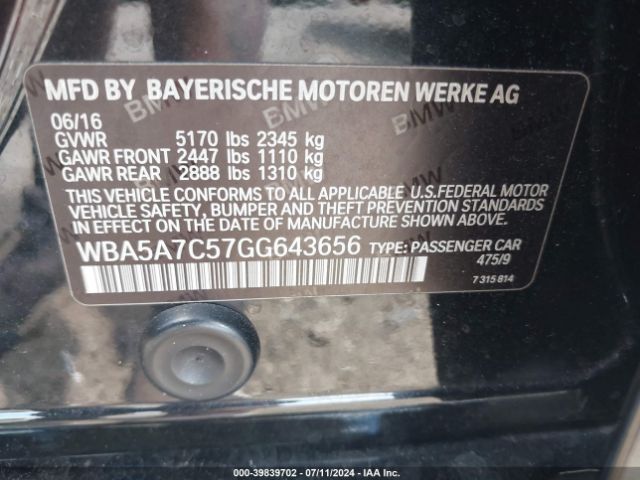 MFD BY BAYERISCHE MOTOREN WERKE AG
06/16
GVWR 5170 lbs 2345 kg
GAWR FRONT 2447 lbs 1110 kg
GAWR REAR 2888 lbs 1310 kg
THIS VEHICLE CONFORMS TO ALL APPLICABLE U.S.FEDERAL MOTOR
VEHICLE SAFETY, BUMPER AND THEFT PREVENTION STANDARDS
IN EFFECT ON THE DATE OF MANUFACTURE SHOWN ABOVE.
WBA5A7C57GG643656 TYPE: PASSENGER CAR
475/9
7 315 814
000-39839702 - 07/11/2024 - IAA Inc.